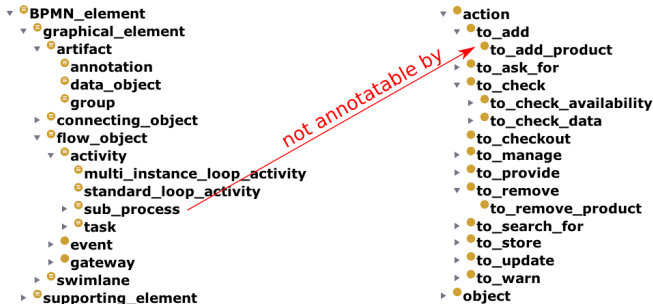 BPMN_element
graphical_element
artifact
annotation
data_object
group
connecting_object
flow_object
activity
multi_instance_loop_activity
standard_loop_activity
sub_process
task
event
gateway
swimlane
supporting_element
not annotatable by
action
to_add
to_add_product
to_ask_for
to_check
to_check_availability
to_check_data
to_checkout
to_manage
to_provide
to_remove
to_remove_product
to_search_for
to_store
to_update
to_warn
object